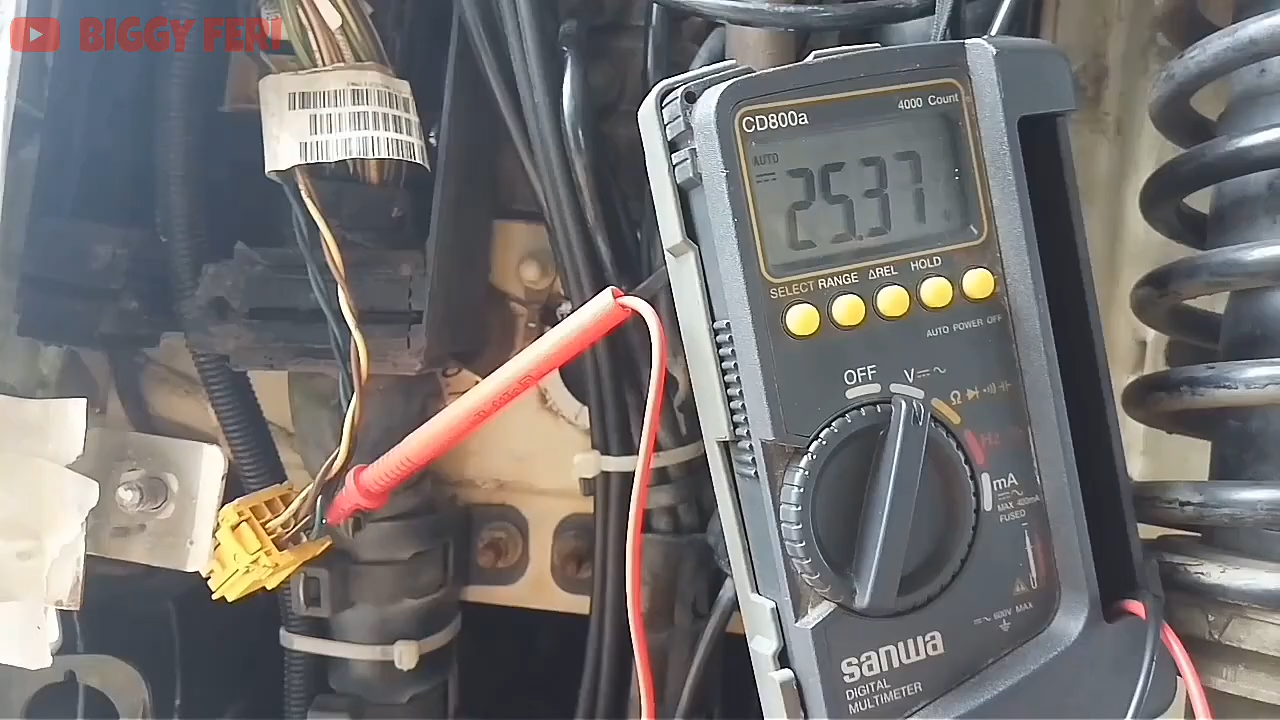 BIGGY FERI
CD800a
4000 Count
AUTO
25.37
SELECT RANGE ΔREL HOLD
AUTO POWER OFF
OFF
V
Ω
Hz
mA
MAX 400mA
FUSED
600V MAX
sanwa
DIGITAL
MULTIMETER